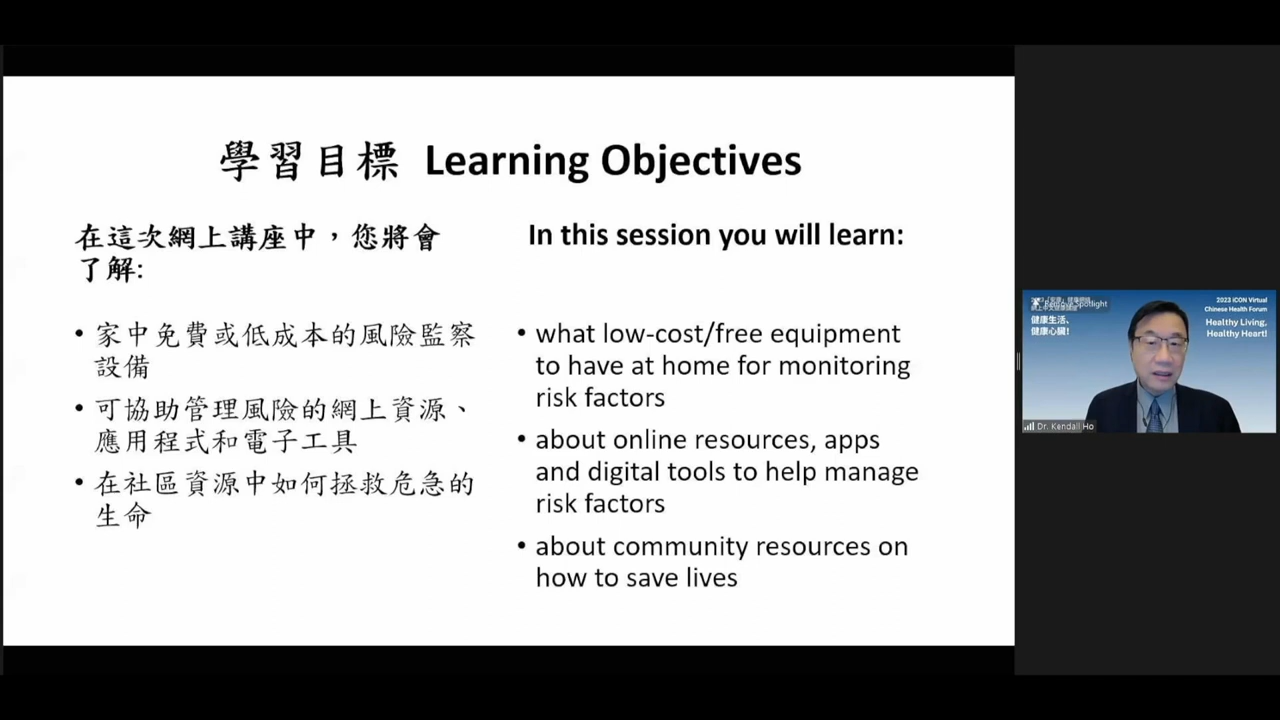 學習目標 Learning Objectives
在這次網上講座中，您將會
了解:
• 家中免費或低成本的風險監察
設備
• 可協助管理風險的網上資源、
應用程式和電子工具
• 在社區資源中如何拯救危急的
生命
In this session you will learn:
• what low-cost/free equipment
to have at home for monitoring
risk factors
• about online resources, apps
and digital tools to help manage
risk factors
• about community resources on
how to save lives
2023 iCON Virtual
Chinese Health Forum
Healthy Living,
Healthy Heart!
健康生活、
健康心臟!
Dr. Kendall Ho